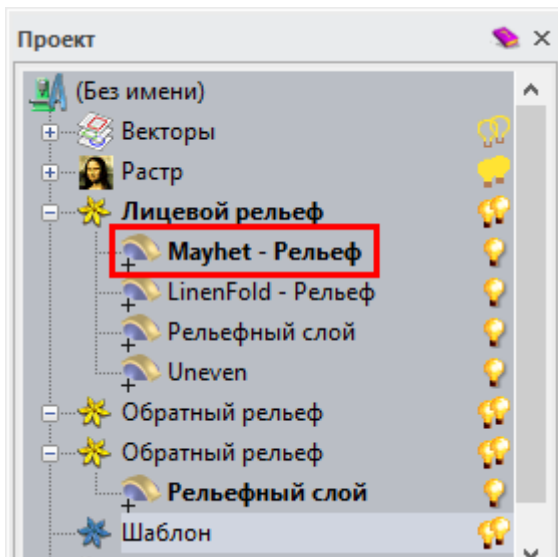 Проект
(Без имени)
Векторы
Растр
Лицевой рельеф
Mayhet - Рельеф
LinenFold - Рельеф
Рельефный слой
Uneven
Обратный рельеф
Обратный рельеф
Рельефный слой
Шаблон